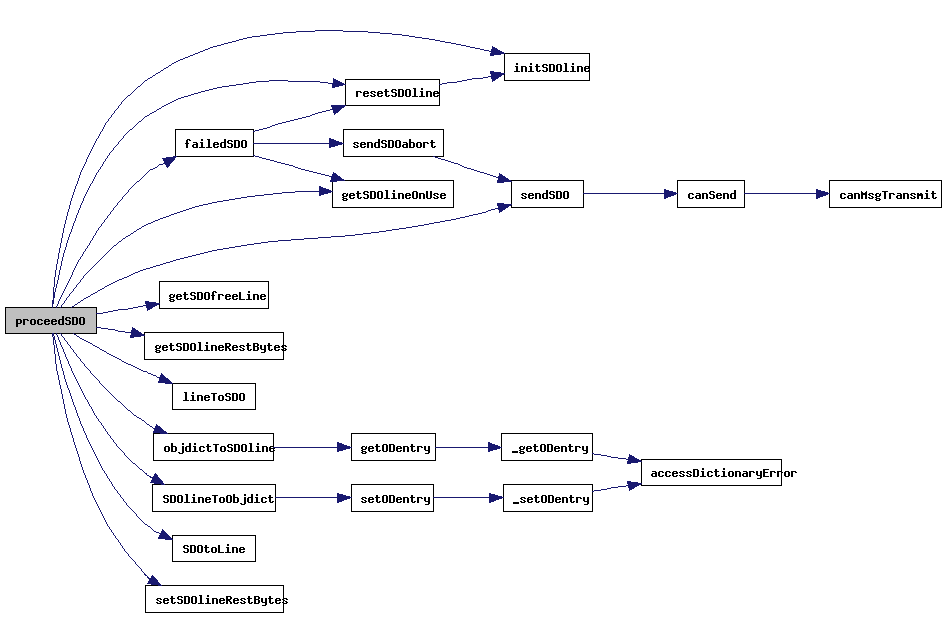 initSDOline
resetSDOline
failedSDO
sendSDOabort
getSDOlineOnUse
sendSDO
canSend
canMsgTransmit
getSDOfreeLine
proceedSDO
getSDOlineRestBytes
lineToSDO
objdictToSDOline
getODentry
_getODentry
accessDictionaryError
SDOlineToObjdict
setODentry
_setODentry
SDOtoLine
setSDOlineRestBytes